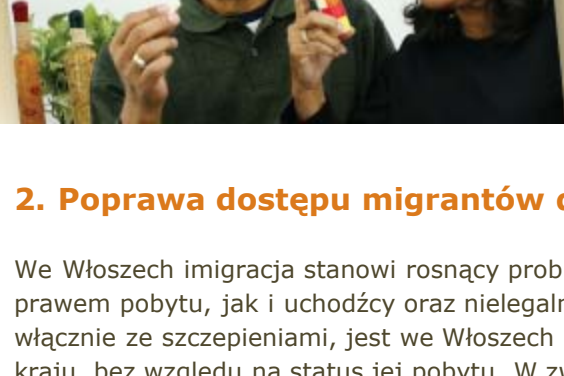 2. Poprawa dostępu migrantów
We Włoszech imigracja stanowi rosnący
prawem pobytu, jak i uchodźcy oraz
włącznie ze szczepieniami, jest we Włoszech
kraju, bez względu na status jej pobytu. W